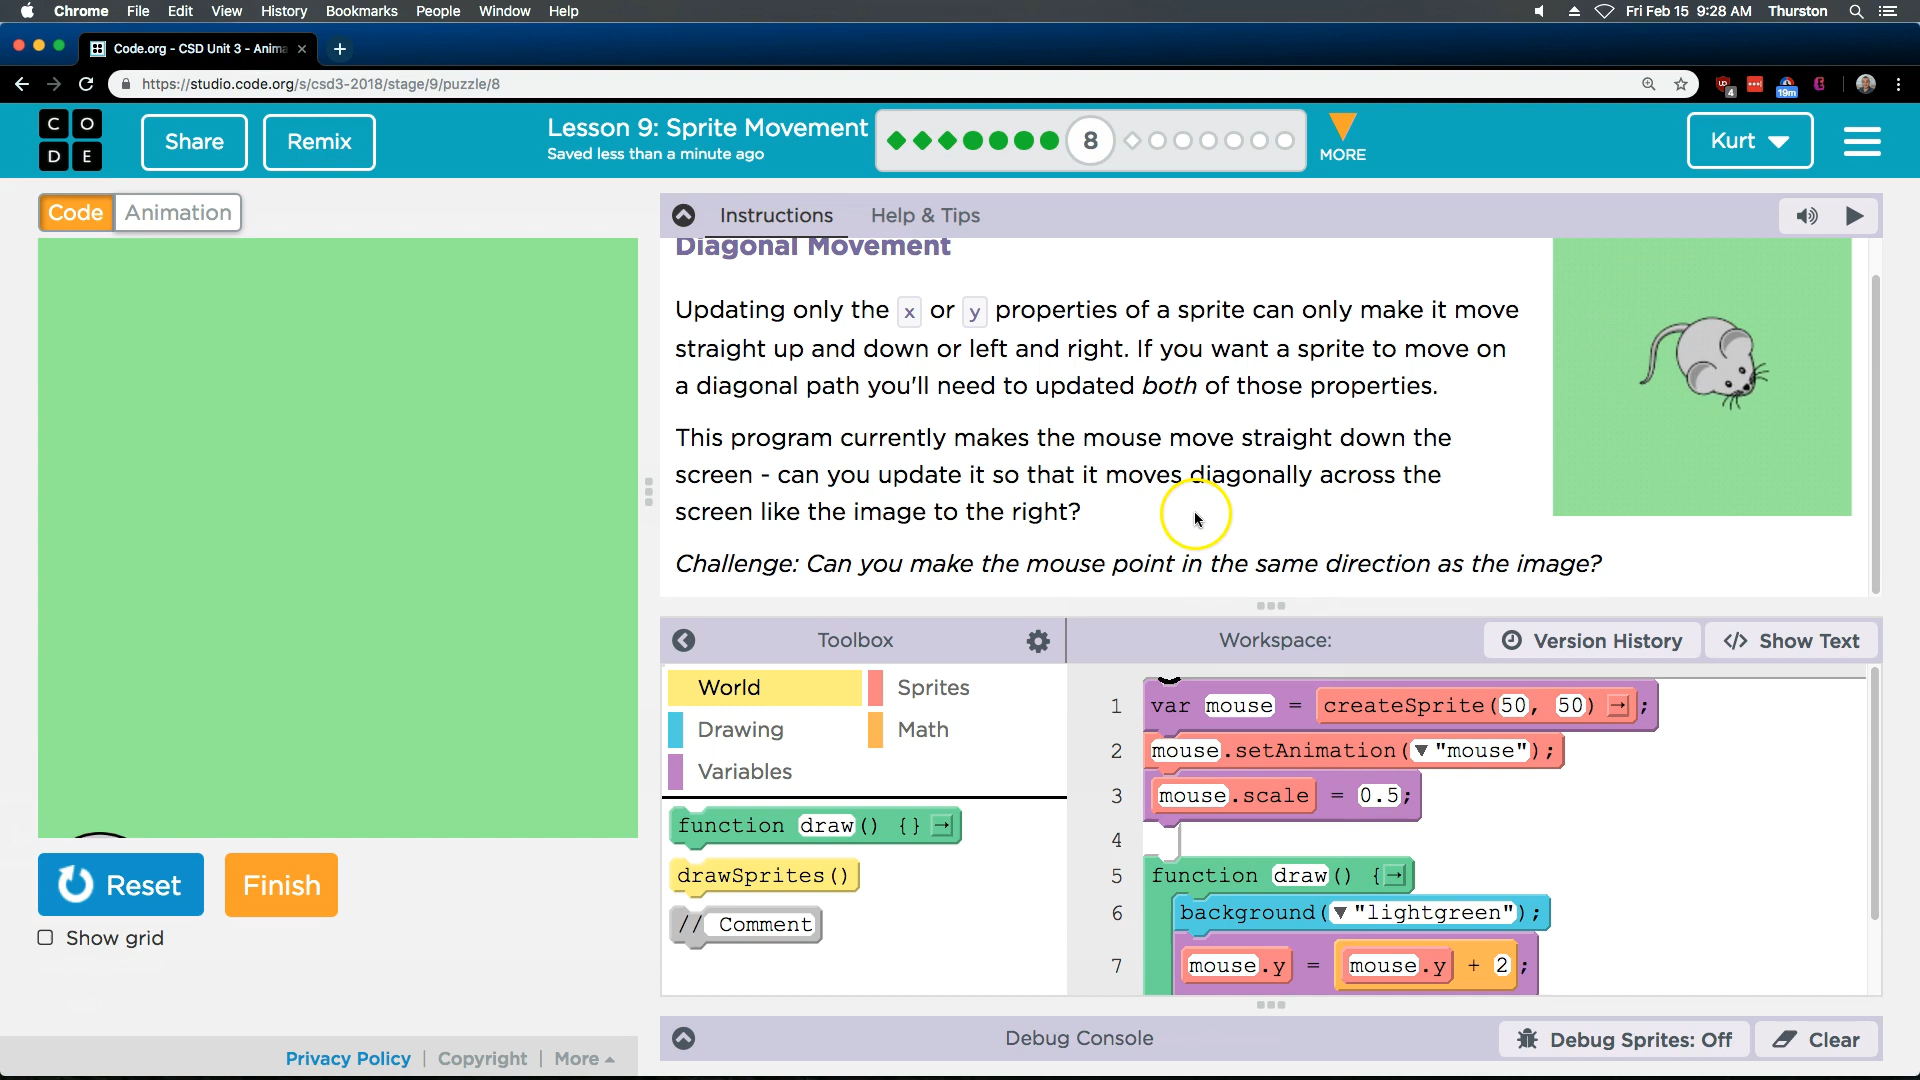 Chrome File Edit View History Bookmarks People Window Help Fri Feb 15 9:28 AM Thurston
Code.org - CSD Unit 3 - Anima
https://studio.code.org/s/csd3-2018/stage/9/puzzle/8
4
19m
C O
D E
Share
Remix
Lesson 9: Sprite Movement
Saved less than a minute ago
8
MORE
Kurt
Code Animation
Instructions Help & Tips
Diagonal Movement
Updating only the x or y properties of a sprite can only make it move
straight up and down or left and right. If you want a sprite to move on
a diagonal path you'll need to updated both of those properties.
This program currently makes the mouse move straight down the
screen - can you update it so that it moves diagonally across the
screen like the image to the right?
Challenge: Can you make the mouse point in the same direction as the image?
Toolbox
Workspace:
Version History
</> Show Text
World
Sprites
Drawing
Math
Variables
function draw() {}
drawSprites()
// Comment
1 var mouse = createSprite(50, 50);
2 mouse.setAnimation("mouse");
3 mouse.scale = 0.5;
4
5 function draw() {
6 background("lightgreen");
7 mouse.y = mouse.y + 2;
Reset
Finish
Show grid
Debug Console
Debug Sprites: Off
Clear
Privacy Policy | Copyright | More